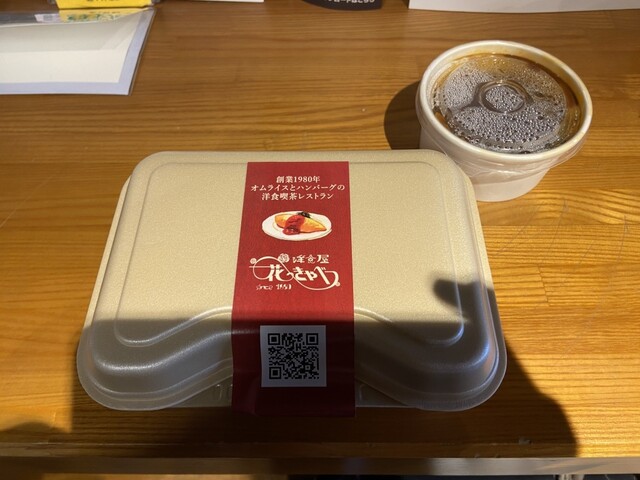 創業1980年
オムライスとハンバーグの
洋食喫茶レストラン
洋食屋
花きゃべつ